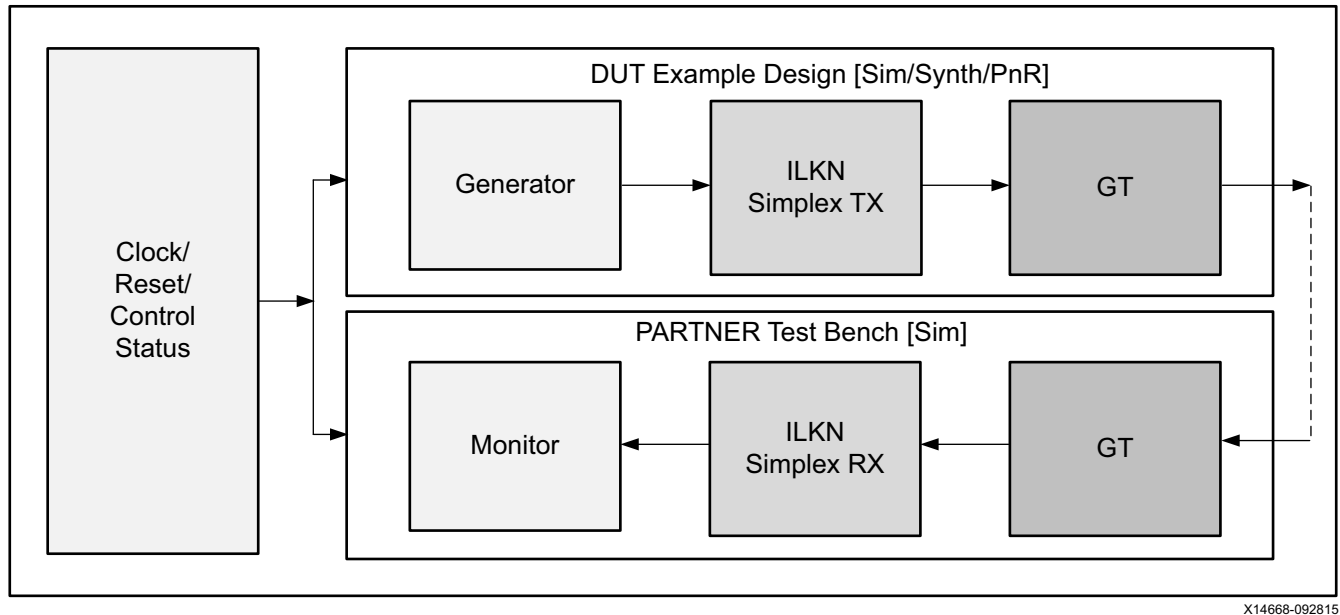 DUT Example Design [Sim/Synth/PnR]
Generator
ILKN
Simplex TX
GT
Clock/
Reset/
Control
Status
PARTNER Test Bench [Sim]
Monitor
ILKN
Simplex RX
GT
X14668-092815